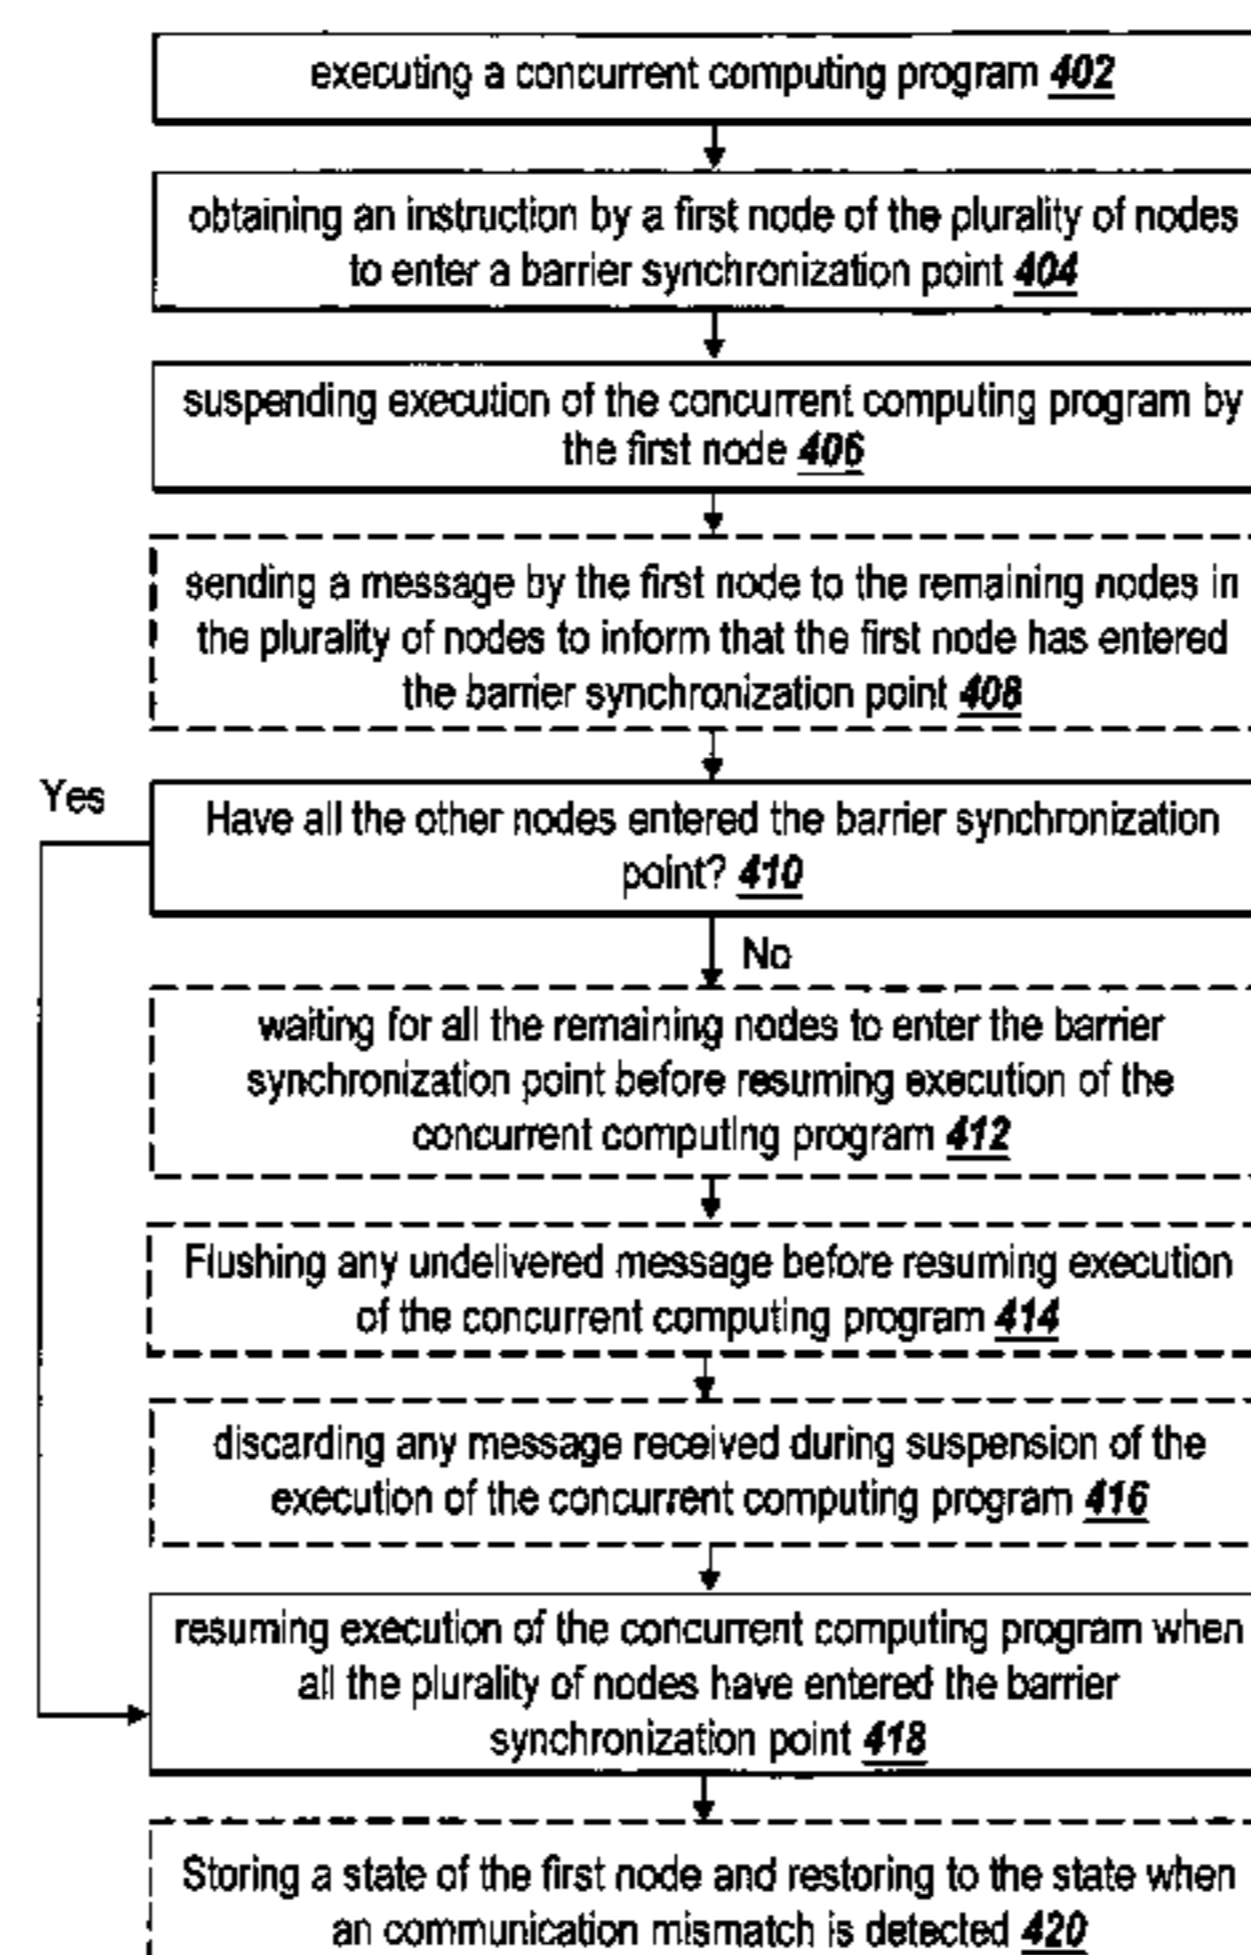 executing a concurrent computing program 402
obtaining an instruction by a first node of the plurality of nodes
to enter a barrier synchronization point 404
suspending execution of the concurrent computing program by
the first node 406
sending a message by the first node to the remaining nodes in
the plurality of nodes to inform that the first node has entered
the barrier synchronization point 408
Yes
Have all the other nodes entered the barrier synchronization
point? 410
No
waiting for all the remaining nodes to enter the barrier
synchronization point before resuming execution of the
concurrent computing program 412
Flushing any undelivered message before resuming execution
of the concurrent computing program 414
discarding any message received during suspension of the
execution of the concurrent computing program 416
resuming execution of the concurrent computing program when
all the plurality of nodes have entered the barrier
synchronization point 418
Storing a state of the first node and restoring to the state when
an communication mismatch is detected 420